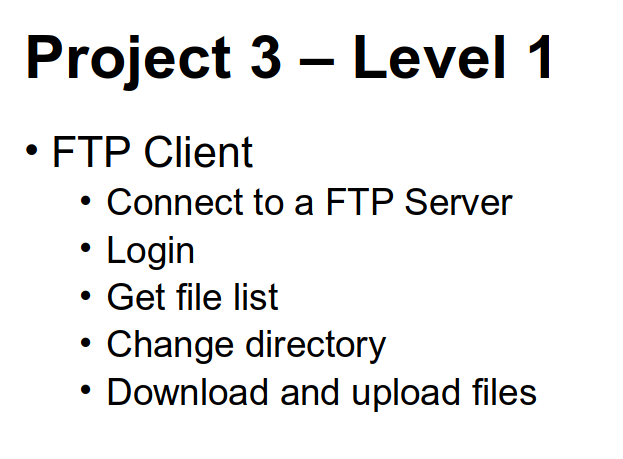 Project 3 – Level 1
• FTP Client
• Connect to a FTP Server
• Login
• Get file list
• Change directory
• Download and upload files